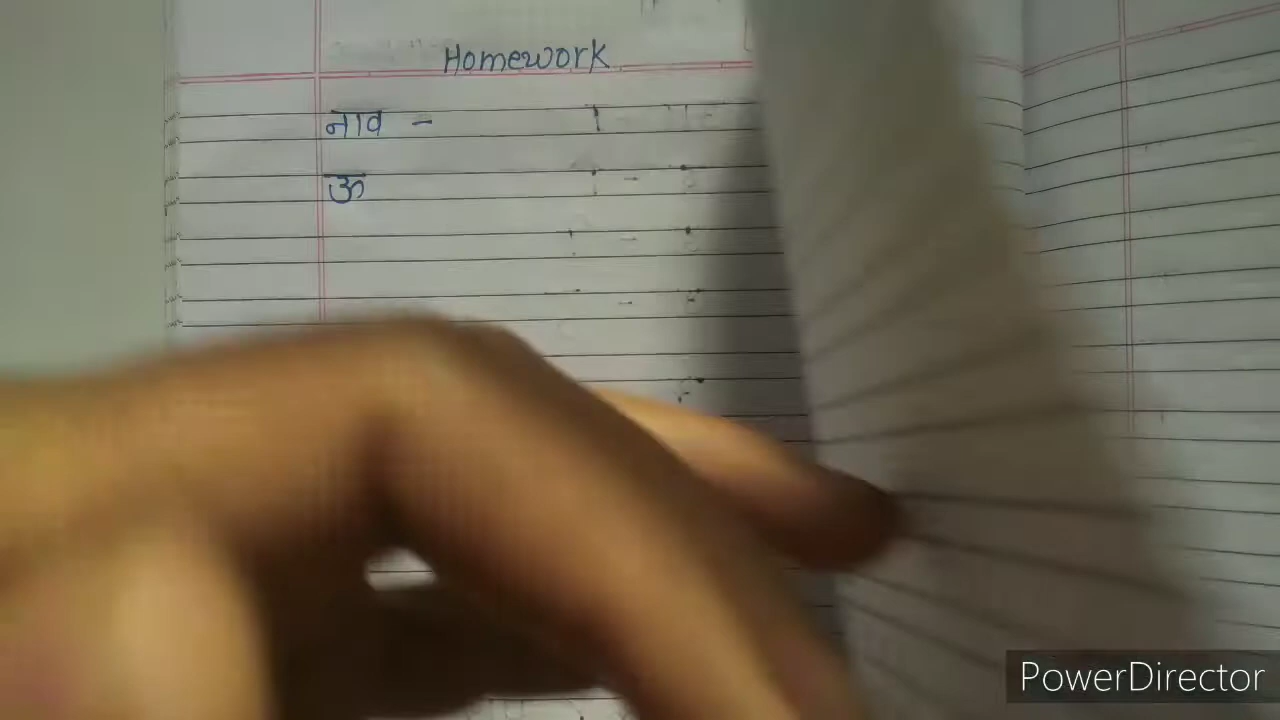 Homework
नाव -
ऊ
PowerDirector